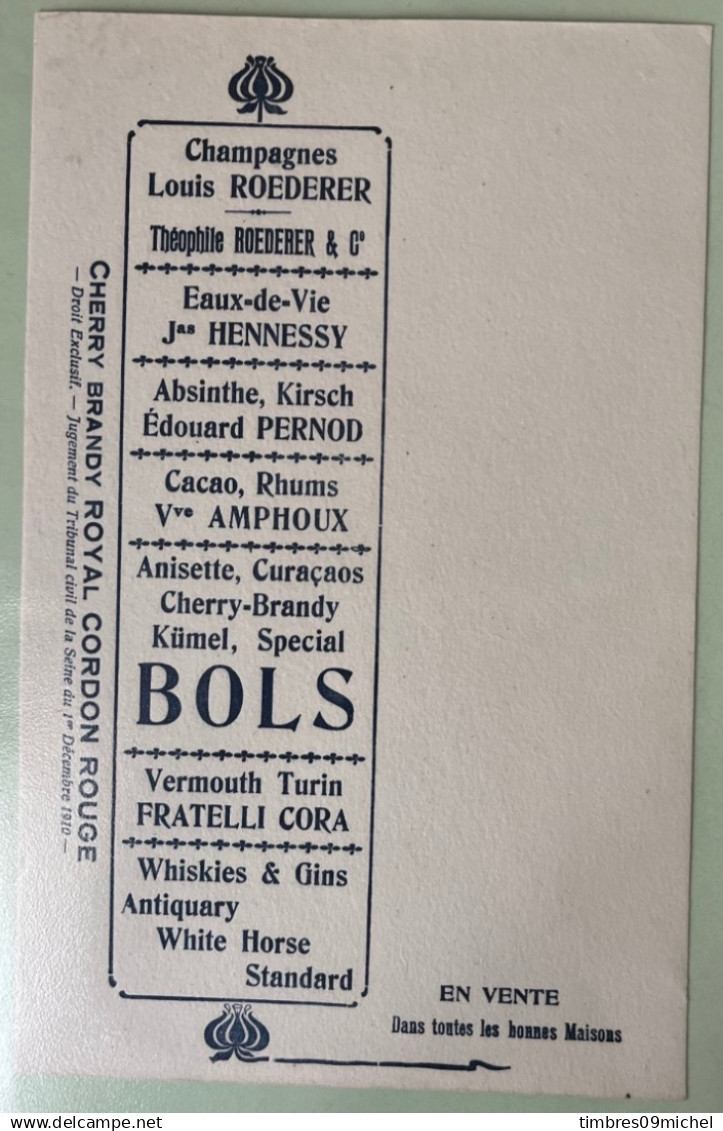 Champagnes
Louis ROEDERER
Théophile ROEDERER & Cº
Eaux-de-Vie
Jas HENNESSY
Absinthe, Kirsch
Édouard PERNOD
Cacao, Rhums
Vve AMPHOUX
Anisette, Curaçaos
Cherry-Brandy
Kümel, Special
BOLS
Vermouth Turin
FRATELLI CORA
Whiskies & Gins
Antiquary
White Horse
Standard
CHERRY BRANDY ROYAL CORDON ROUGE
— Droit Exclusif. — Jugement du Tribunal civil de la Seine du 1er Décembre 1910 —
EN VENTE
Dans toutes les bonnes Maisons
timbres09michel